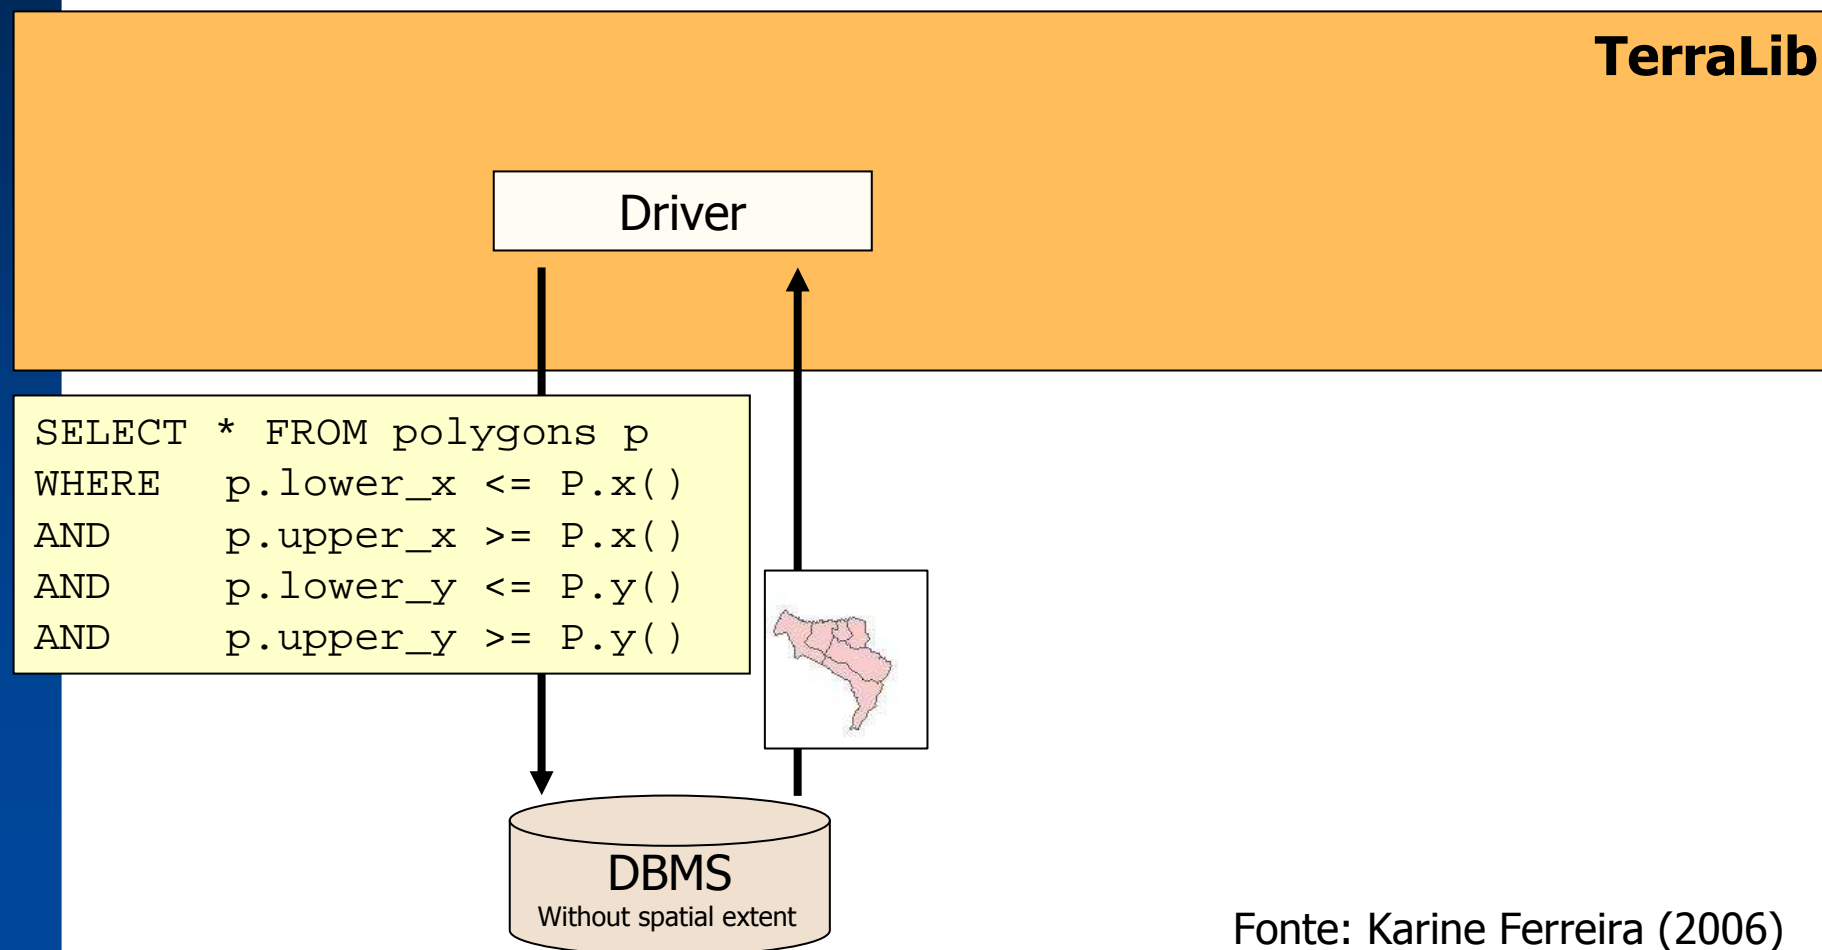 TerraLib
Driver
SELECT * FROM polygons p
WHERE p.lower_x <= P.x()
AND p.upper_x >= P.x()
AND p.lower_y <= P.y()
AND p.upper_y >= P.y()
DBMS
Without spatial extent
Fonte: Karine Ferreira (2006)